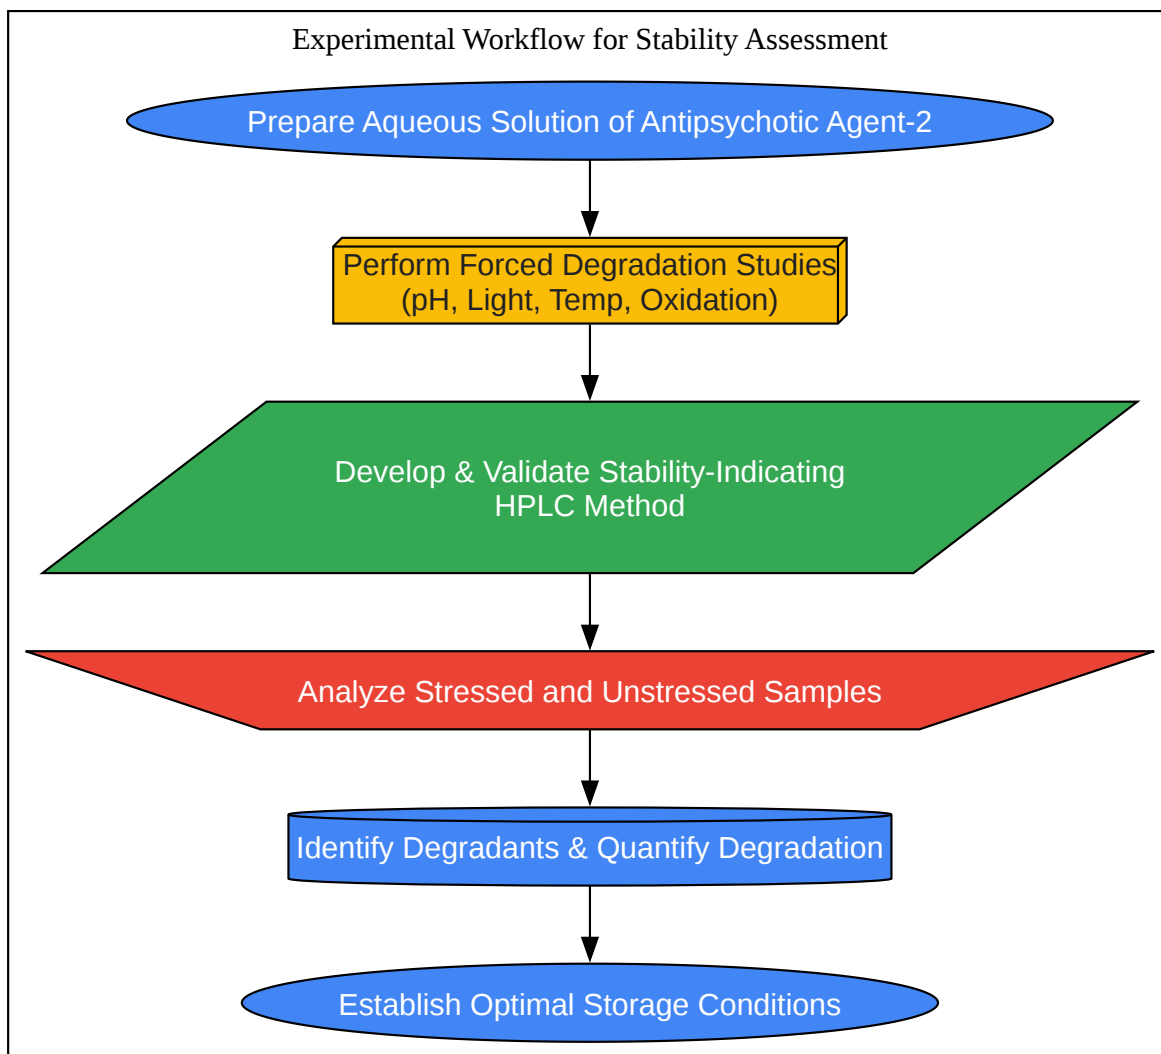 Experimental Workflow for Stability Assessment
Prepare Aqueous Solution of Antipsychotic Agent-2
Perform Forced Degradation Studies
(pH, Light, Temp, Oxidation)
Develop & Validate Stability-Indicating
HPLC Method
Analyze Stressed and Unstressed Samples
Identify Degradants & Quantify Degradation
Establish Optimal Storage Conditions